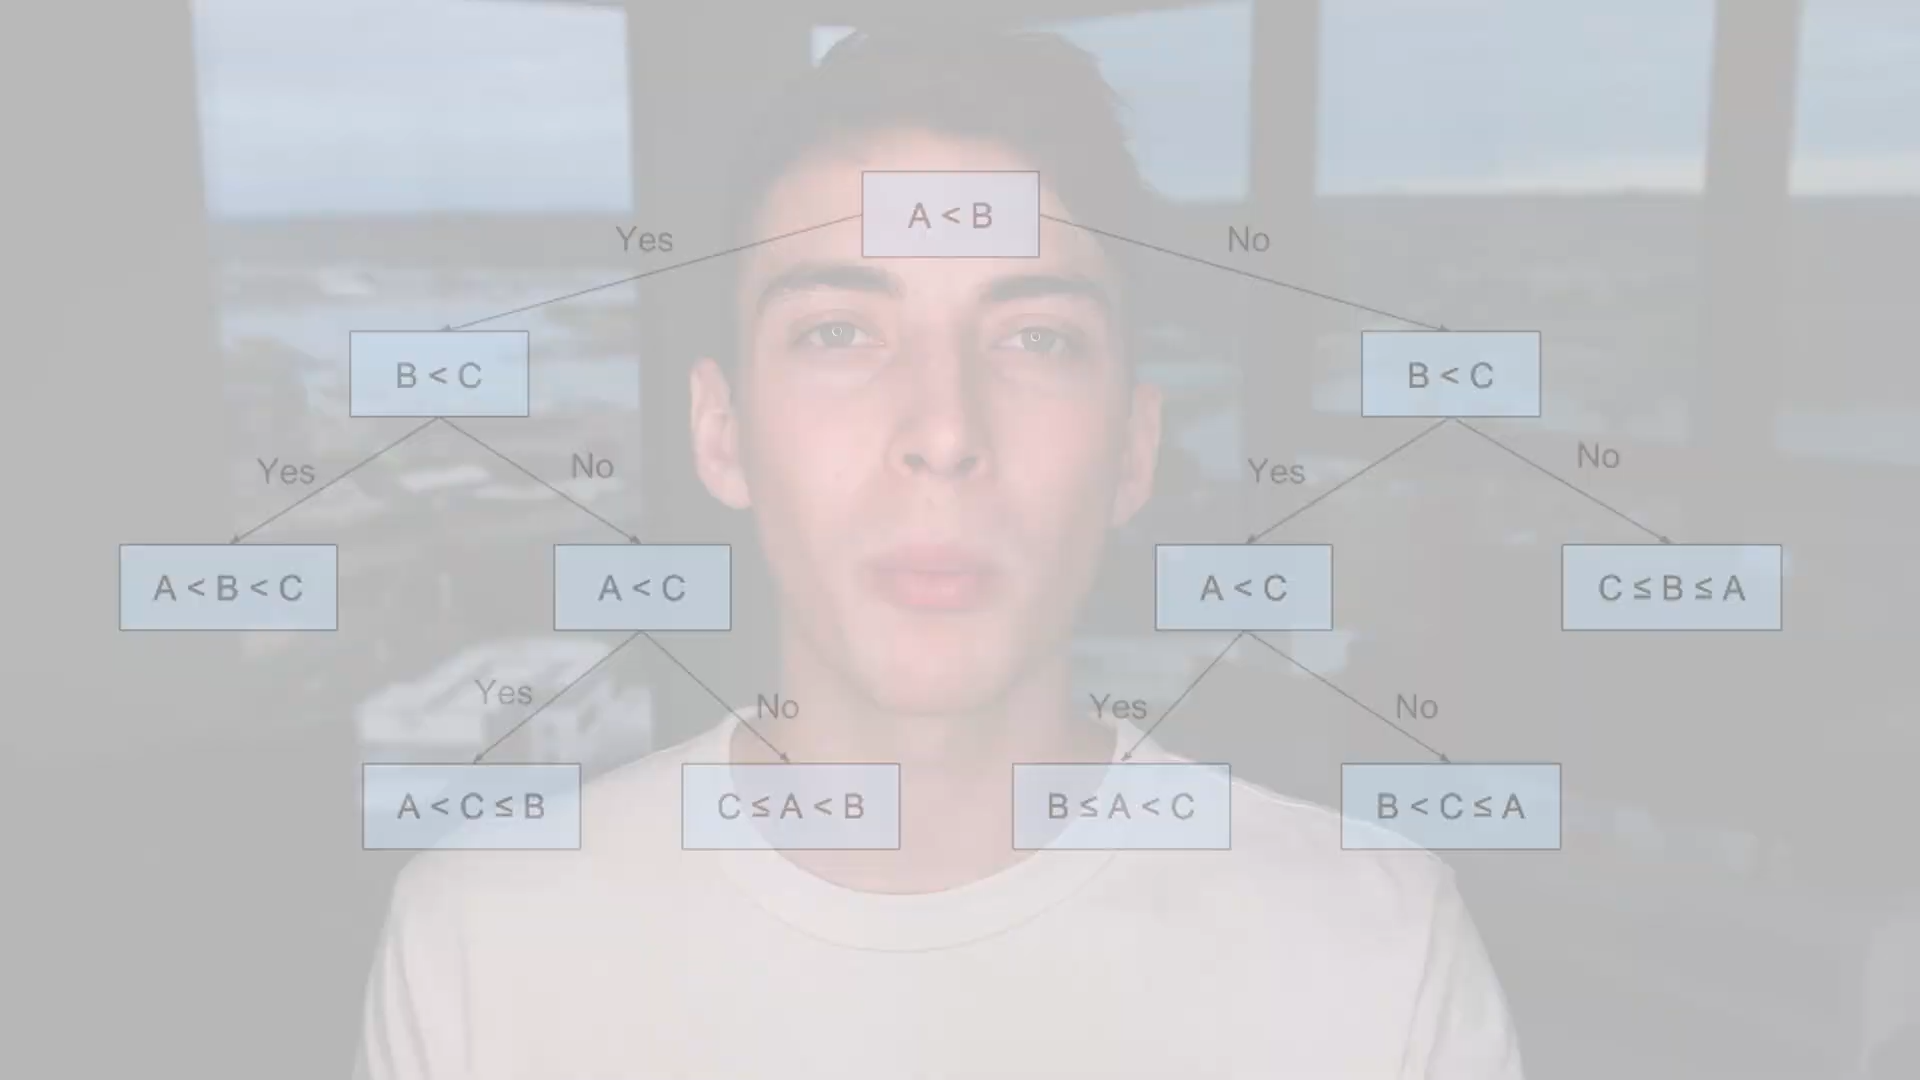 A < B
Yes
No
B < C
B < C
Yes
No
Yes
No
A < B < C
A < C
A < C
C ≤ B ≤ A
Yes
No
Yes
No
A < C ≤ B
C ≤ A < B
B ≤ A < C
B < C ≤ A